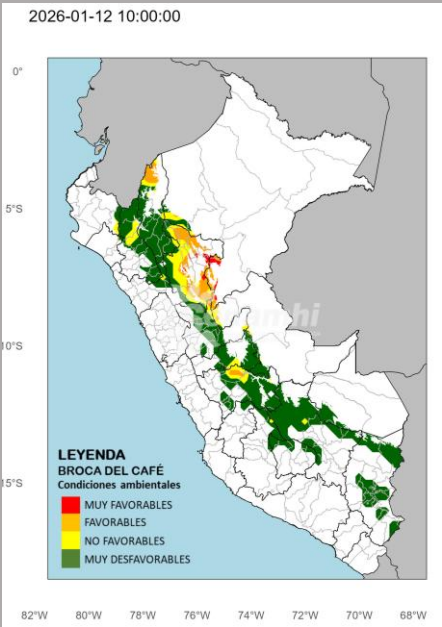 2026-01-12 10:00:00
0°
5°S
10°S
15°S
LEYENDA
BROCA DEL CAFÉ
Condiciones ambientales
MUY FAVORABLES
FAVORABLES
NO FAVORABLES
MUY DESFAVORABLES
82°W 80°W 78°W 76°W 74°W 72°W 70°W 68°W